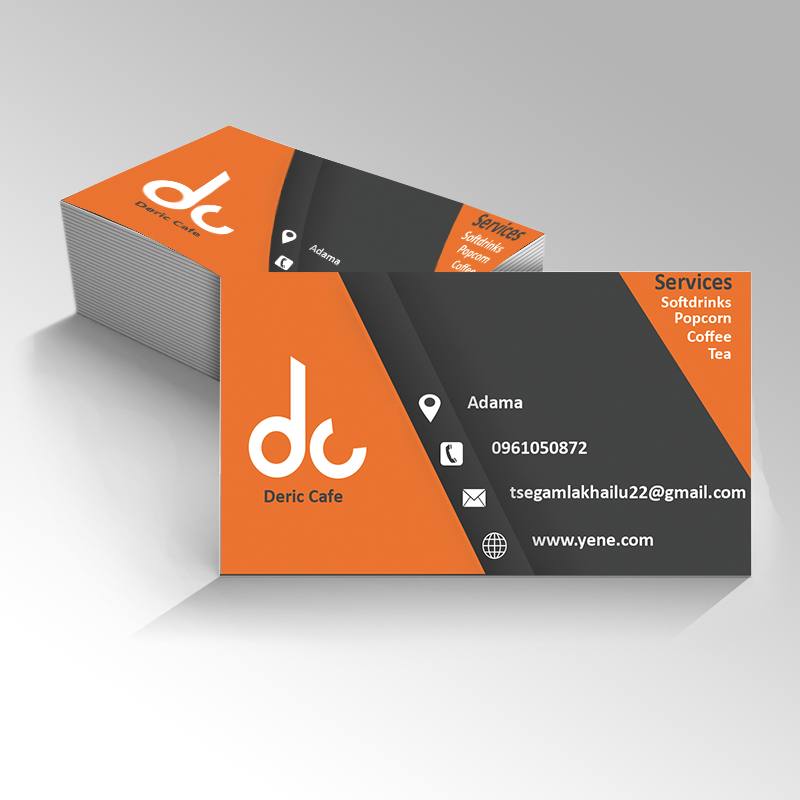 dc
Deric Cafe
Adama
Services
Softdrinks
Popcorn
Coffee
dc
Deric Cafe
Services
Softdrinks
Popcorn
Coffee
Tea
Adama
0961050872
tsegamlakhailu22@gmail.com
www.yene.com